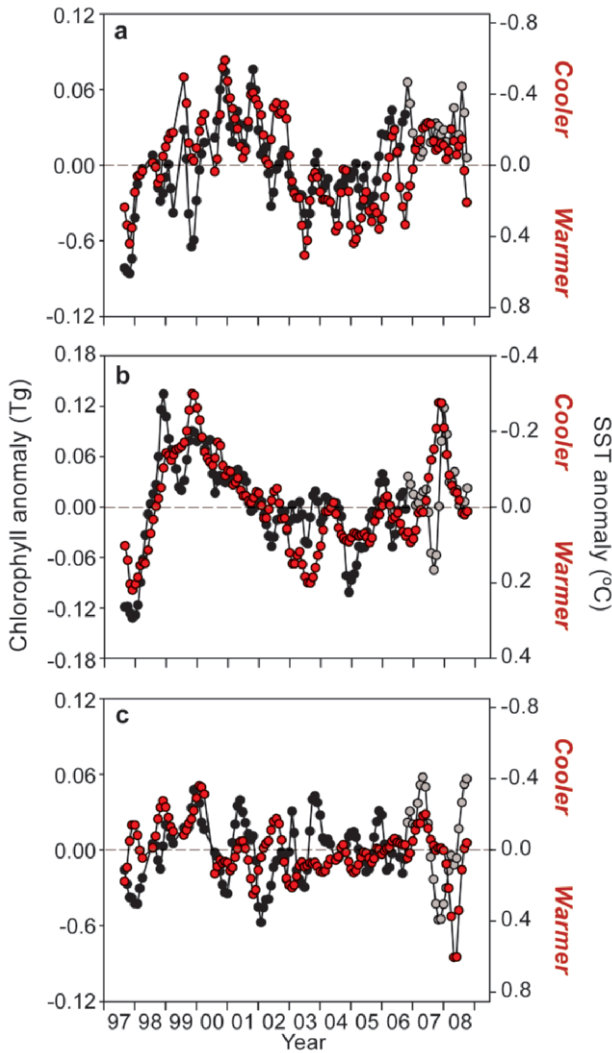 a
0.12
0.06
0.00
-0.6
-0.12
-0.8
-0.4
0.0
0.4
0.8
Cooler
Warmer
b
0.18
0.12
0.06
0.00
-0.06
-0.12
-0.18
-0.4
-0.2
0.0
0.2
0.4
Cooler
Warmer
Chlorophyll anomaly (Tg)
SST anomaly (ºC)
c
0.12
0.06
0.00
-0.6
-0.12
-0.8
-0.4
0.0
0.4
0.8
Cooler
Warmer
97 98 99 00 01 02 03 04 05 06 07 08
Year